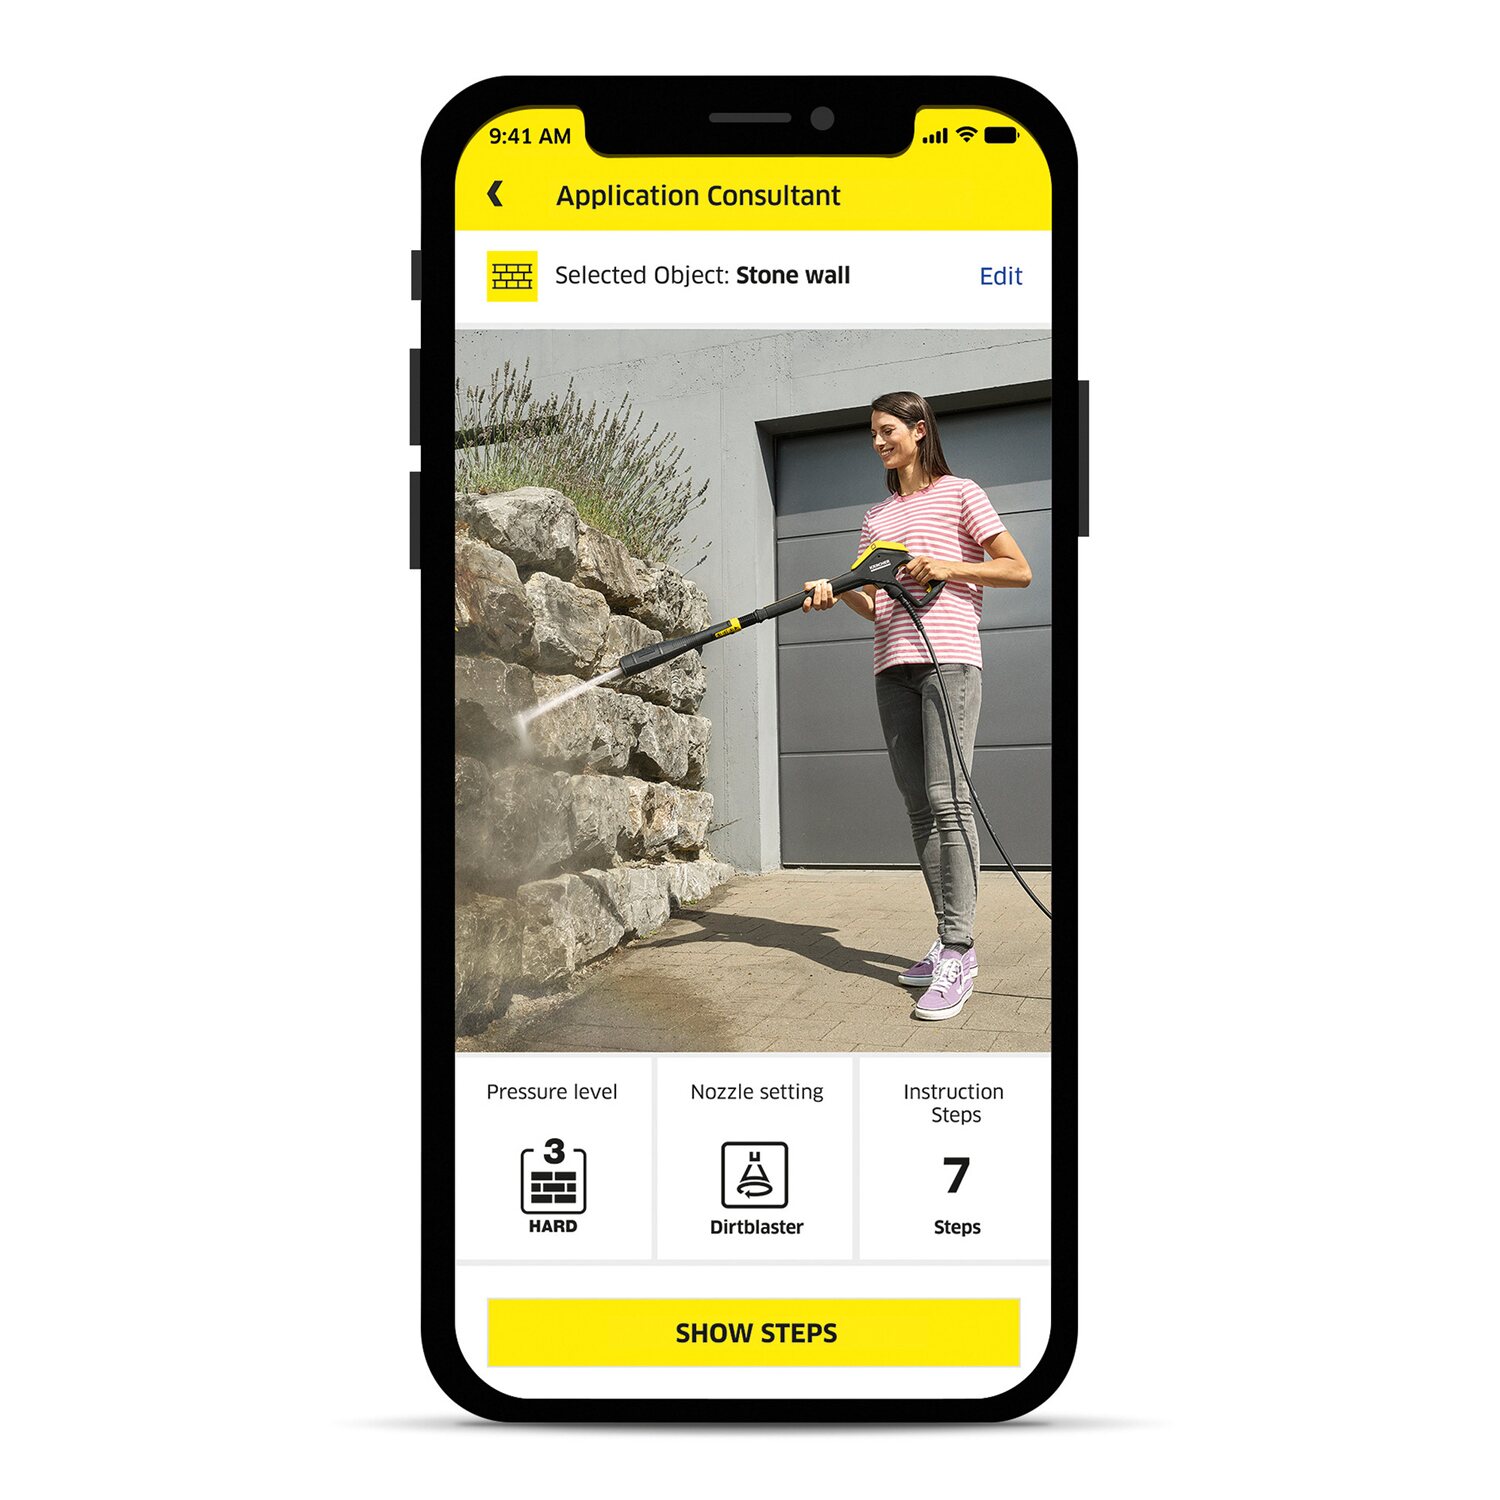 9:41 AM
Application Consultant
Selected Object: Stone wall
Edit
KÄRCHER
Pressure level
3
HARD
Nozzle setting
Dirtblaster
Instruction
Steps
7
Steps
SHOW STEPS